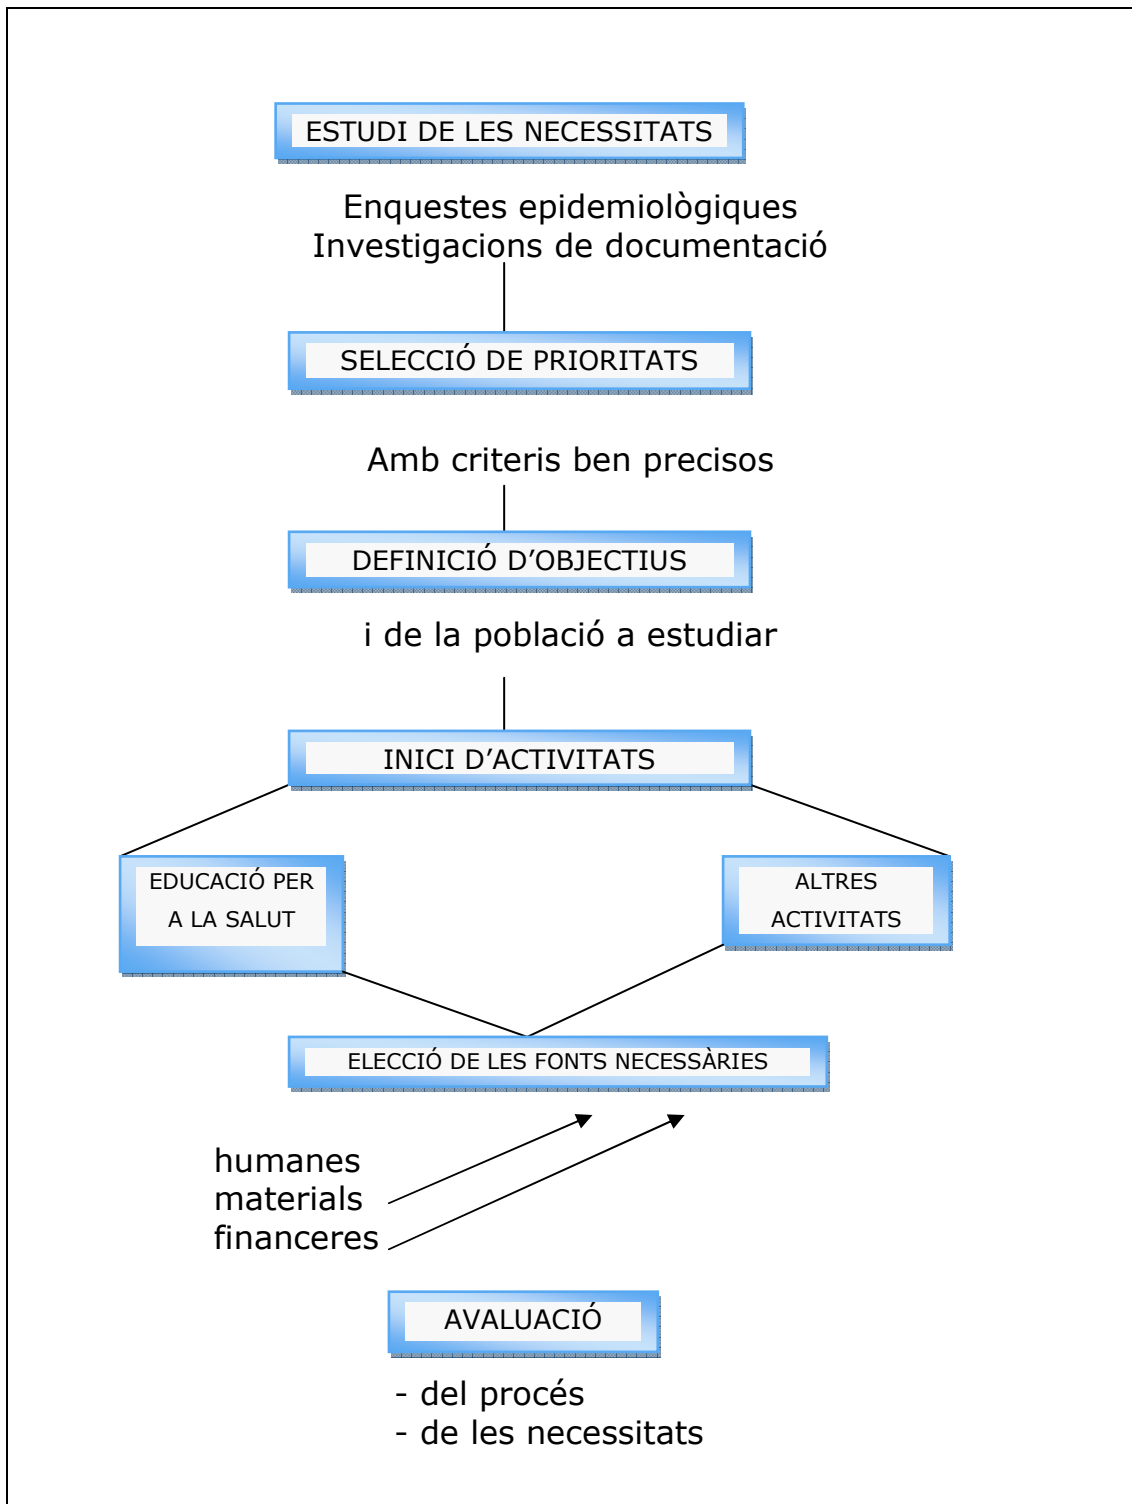 ESTUDI DE LES NECESSITATS
Enquestes epidemiològiques
Investigacions de documentació
SELECCIÓ DE PRIORITATS
Amb criteris ben precisos
DEFINICIÓ D’OBJECTIUS
i de la població a estudiar
INICI D’ACTIVITATS
EDUCACIÓ PER
A LA SALUT
ALTRES
ACTIVITATS
ELECCIÓ DE LES FONTS NECESSÀRIES
humanes
materials
financeres
AVALUACIÓ
- del procés
- de les necessitats